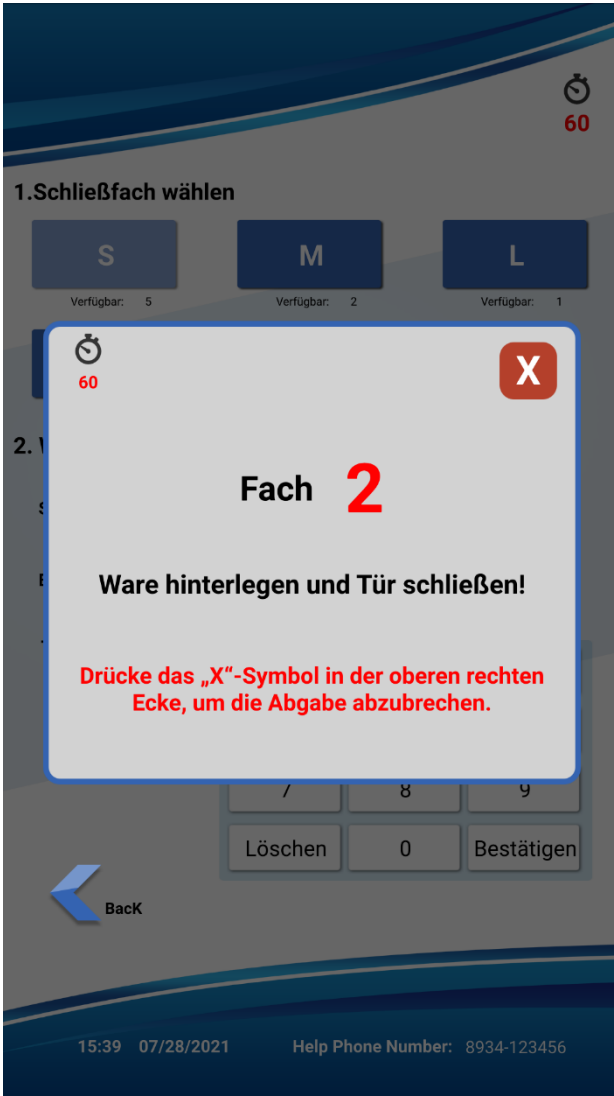 60
1.Schließfach wählen
S M L
Verfügbar: 5 Verfügbar: 2 Verfügbar: 1
60
X
2.
Fach 2
Ware hinterlegen und Tür schließen!
Drücke das „X“-Symbol in der oberen rechten
Ecke, um die Abgabe abzubrechen.
7 8 9
Löschen 0 Bestätigen
BacK
15:39 07/28/2021 Help Phone Number: 8934-123456